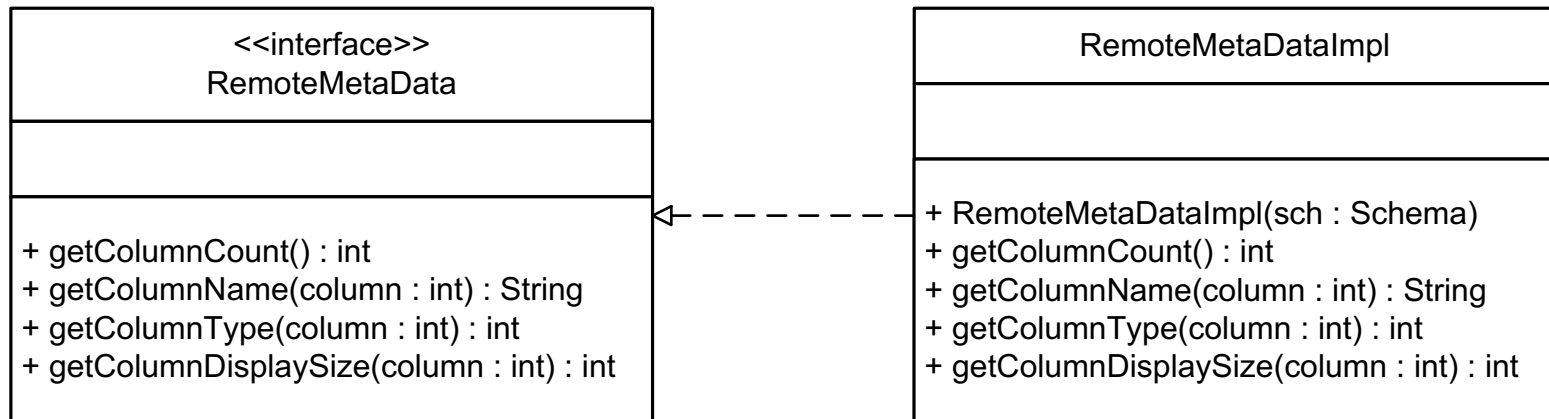 <<interface>>
RemoteMetaData
+ getColumnCount() : int
+ getColumnName(column : int) : String
+ getColumnType(column : int) : int
+ getColumnDisplaySize(column : int) : int
RemoteMetaDataImpl
+ RemoteMetaDataImpl(sch : Schema)
+ getColumnCount() : int
+ getColumnName(column : int) : String
+ getColumnType(column : int) : int
+ getColumnDisplaySize(column : int) : int